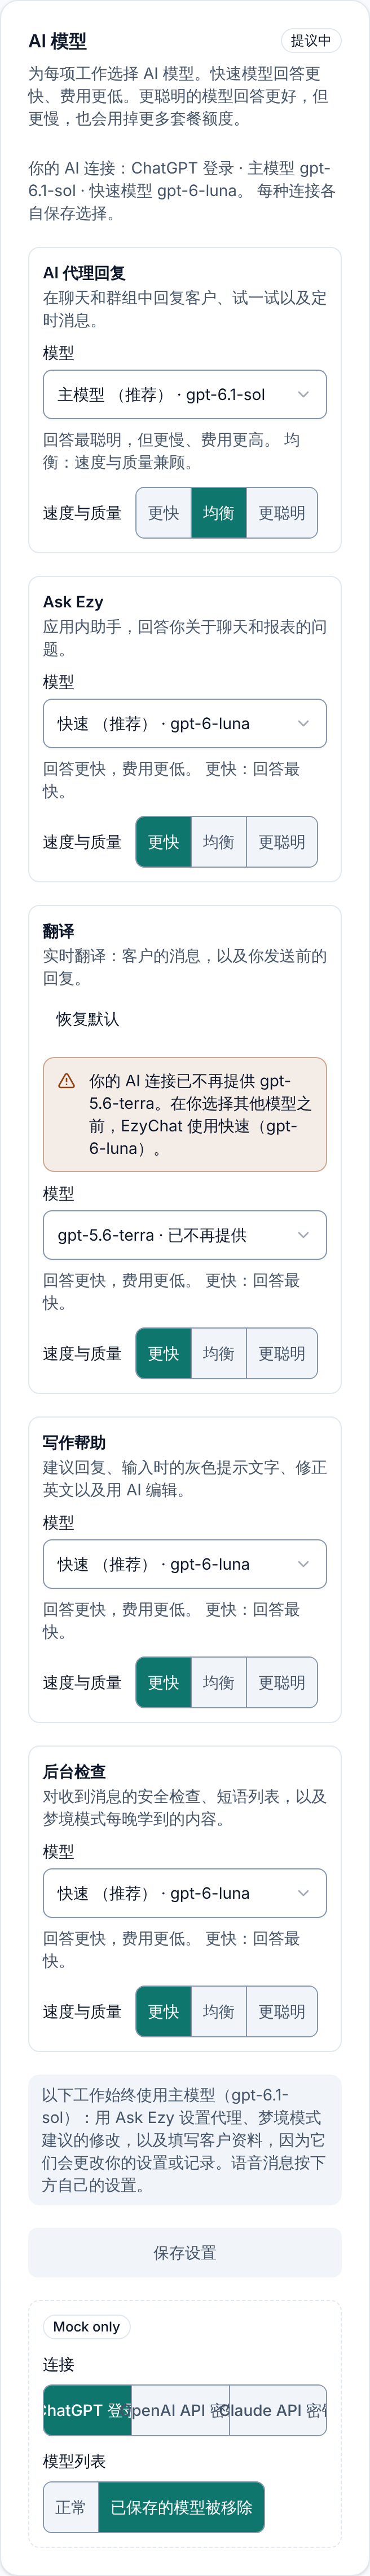 AI 模型
提议中
为每项工作选择 AI 模型。快速模型回答更
快、费用更低。更聪明的模型回答更好，但
更慢，也会用掉更多套餐额度。
你的 AI 连接：ChatGPT 登录 · 主模型 gpt-
6.1-sol · 快速模型 gpt-6-luna。 每种连接各
自保存选择。
AI 代理回复
在聊天和群组中回复客户、试一试以及定
时消息。
模型
主模型 （推荐） · gpt-6.1-sol
回答最聪明，但更慢、费用更高。 均
衡：速度与质量兼顾。
速度与质量 更快 均衡 更聪明
Ask Ezy
应用内助手，回答你关于聊天和报表的问
题。
模型
快速 （推荐） · gpt-6-luna
回答更快，费用更低。 更快：回答最
快。
速度与质量 更快 均衡 更聪明
翻译
实时翻译：客户的消息，以及你发送前的
回复。
恢复默认
你的 AI 连接已不再提供 gpt-
5.6-terra。在你选择其他模型之
前，EzyChat 使用快速（gpt-
6-luna）。
模型
gpt-5.6-terra · 已不再提供
回答更快，费用更低。 更快：回答最
快。
速度与质量 更快 均衡 更聪明
写作帮助
建议回复、输入时的灰色提示文字、修正
英文以及用 AI 编辑。
模型
快速 （推荐） · gpt-6-luna
回答更快，费用更低。 更快：回答最
快。
速度与质量 更快 均衡 更聪明
后台检查
对收到消息的安全检查、短语列表，以及
梦境模式每晚学到的内容。
模型
快速 （推荐） · gpt-6-luna
回答更快，费用更低。 更快：回答最
快。
速度与质量 更快 均衡 更聪明
以下工作始终使用主模型（gpt-6.1-
sol）：用 Ask Ezy 设置代理、梦境模式
建议的修改，以及填写客户资料，因为它
们会更改你的设置或记录。语音消息按下
方自己的设置。
保存设置
Mock only
连接
ChatGPT 登录 OpenAI API 密 Claude API 密钥
模型列表
正常 已保存的模型被移除